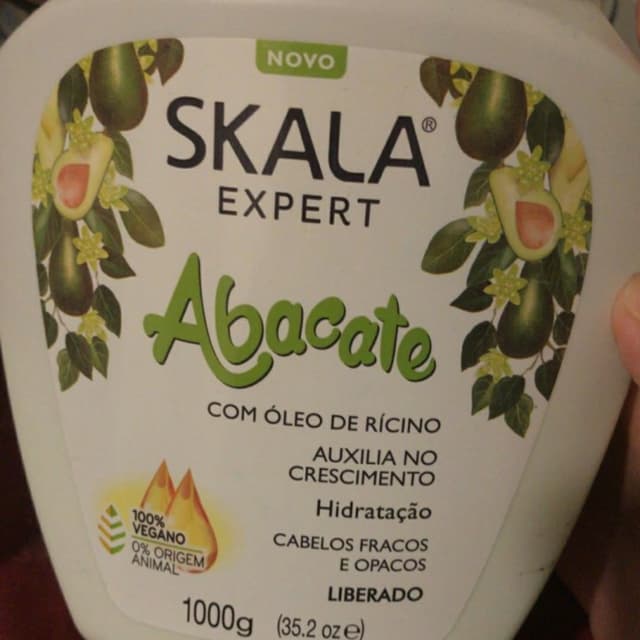 NOVO
SKALA®
EXPERT
Abacate
COM ÓLEO DE RÍCINO
AUXILIA NO
CRESCIMENTO
Hidratação
CABELOS FRACOS
E OPACOS
LIBERADO
100%
VEGANO
0% ORIGEM
ANIMAL
1000g (35.2 oz e)